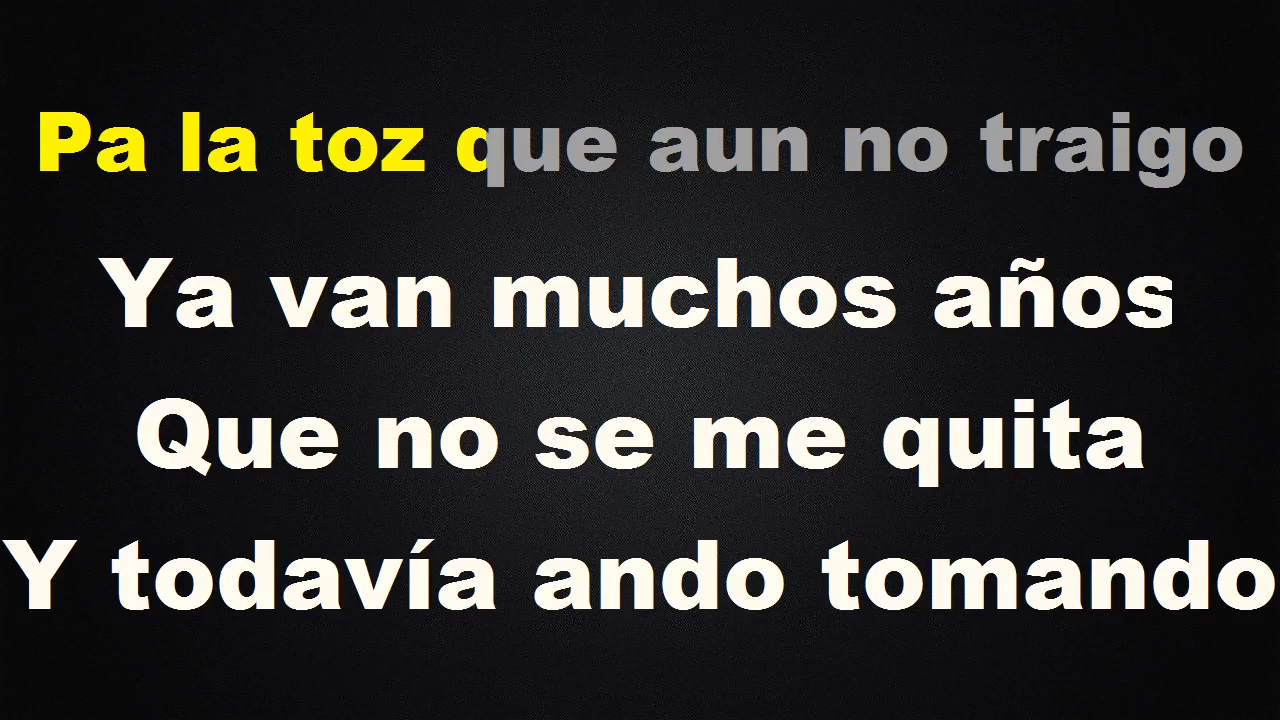 Pa la toz que aun no traigo
Ya van muchos años
Que no se me quita
Y todavía ando tomando